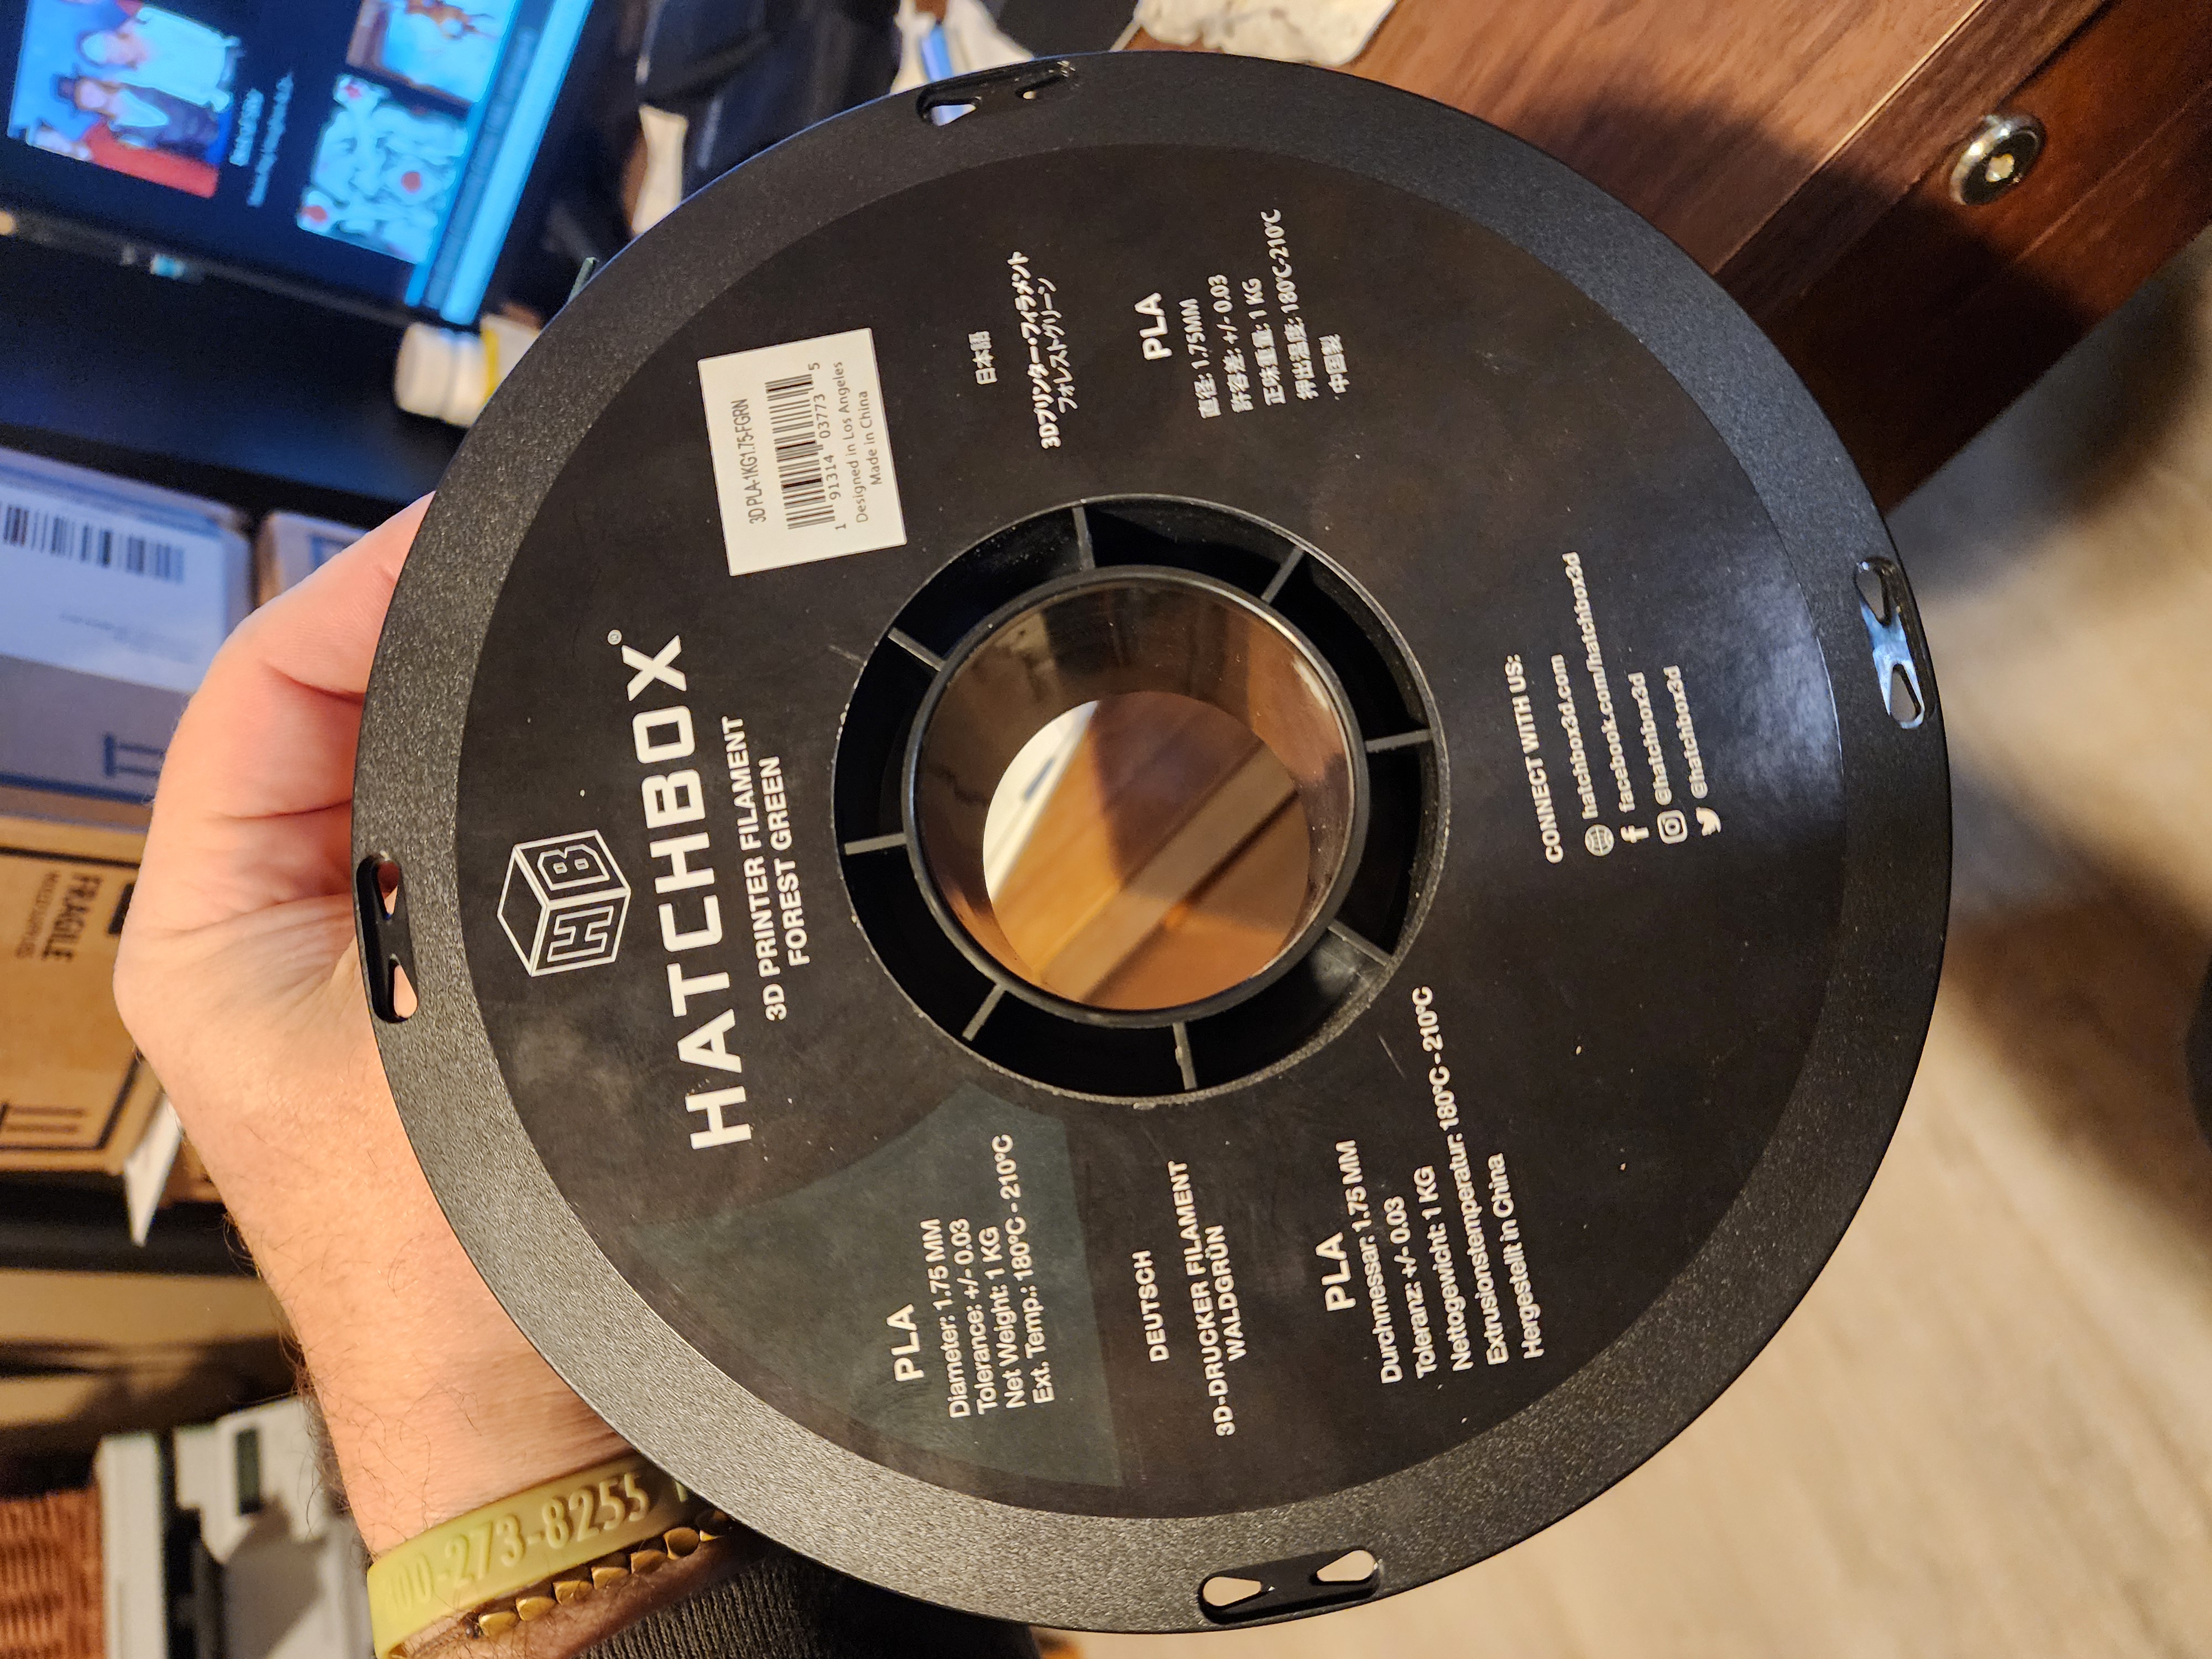 HB
HATCHBOX®
3D PRINTER FILAMENT
FOREST GREEN
3D PLA-1KG1.75-FGRN
1 91314 03773 5
Designed in Los Angeles
Made in China
PLA
Diameter: 1.75 MM
Tolerance: +/- 0.03
Net Weight: 1 KG
Ext. Temp.: 180°C - 210°C
DEUTSCH
3D-DRUCKER FILAMENT
WALDGRÜN
PLA
Durchmessar: 1.75 MM
Toleranz: +/- 0.03
Nettogewicht: 1 KG
Extrusionstemperatur: 180°C - 210°C
Hergestellt in China
日本語
3Dプリンター・フィラメント
フォレスト・グリーン
PLA
直径: 1.75MM
許容差: +/- 0.03
正味重量: 1 KG
押出温度: 180°C-210°C
中国製
CONNECT WITH US:
hatchbox3d.com
facebook.com/hatchbox3d
@hatchbox3d
@hatchbox3d
FRAGILE
00-273-8255